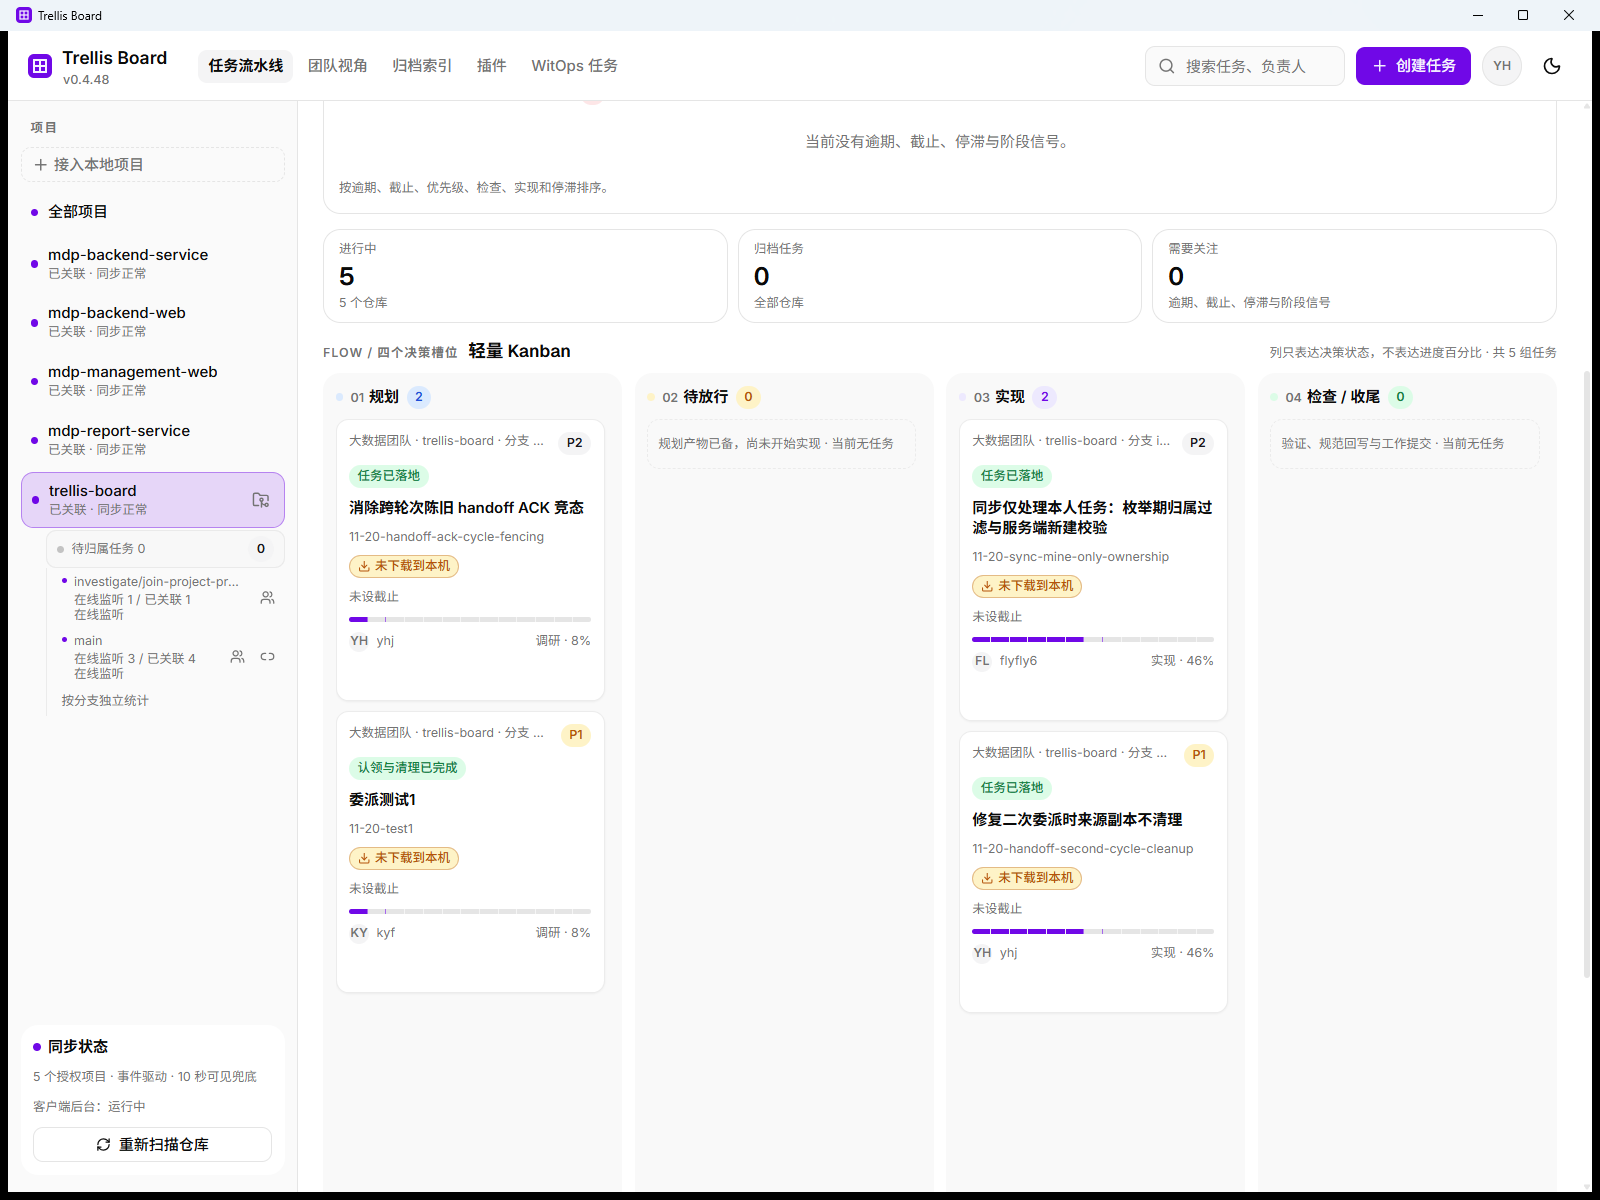 Trellis Board
Trellis Board
v0.4.48
任务流水线
团队视角
归档索引
插件
WitOps 任务
搜索任务、负责人
创建任务
YH
项目
接入本地项目
全部项目
mdp-backend-service
已关联 · 同步正常
mdp-backend-web
已关联 · 同步正常
mdp-management-web
已关联 · 同步正常
mdp-report-service
已关联 · 同步正常
trellis-board
已关联 · 同步正常
待归属任务 0
0
investigate/join-project-pr...
在线监听 1 / 已关联 1
在线监听
main
在线监听 3 / 已关联 4
在线监听
按分支独立统计
同步状态
5 个授权项目 · 事件驱动 · 10 秒可见兜底
客户端后台：运行中
重新扫描仓库
当前没有逾期、截止、停滞与阶段信号。
按逾期、截止、优先级、检查、实现和停滞排序。
进行中
5
5 个仓库
归档任务
0
全部仓库
需要关注
0
逾期、截止、停滞与阶段信号
FLOW / 四个决策槽位 轻量 Kanban
列只表达决策状态，不表达进度百分比 · 共 5 组任务
01 规划 2
大数据团队 · trellis-board · 分支 ...
P2
任务已落地
消除跨轮次陈旧 handoff ACK 竞态
11-20-handoff-ack-cycle-fencing
未下载到本机
未设截止
YH yhj
调研 · 8%
大数据团队 · trellis-board · 分支 ...
P1
认领与清理已完成
委派测试1
11-20-test1
未下载到本机
未设截止
KY kyf
调研 · 8%
02 待放行 0
规划产物已备，尚未开始实现 · 当前无任务
03 实现 2
大数据团队 · trellis-board · 分支 i...
P2
任务已落地
同步仅处理本人任务：枚举期归属过
滤与服务端新建校验
11-20-sync-mine-only-ownership
未下载到本机
未设截止
FL flyfly6
实现 · 46%
大数据团队 · trellis-board · 分支 ...
P1
任务已落地
修复二次委派时来源副本不清理
11-20-handoff-second-cycle-cleanup
未下载到本机
未设截止
YH yhj
实现 · 46%
04 检查 / 收尾 0
验证、规范回写与工作提交 · 当前无任务